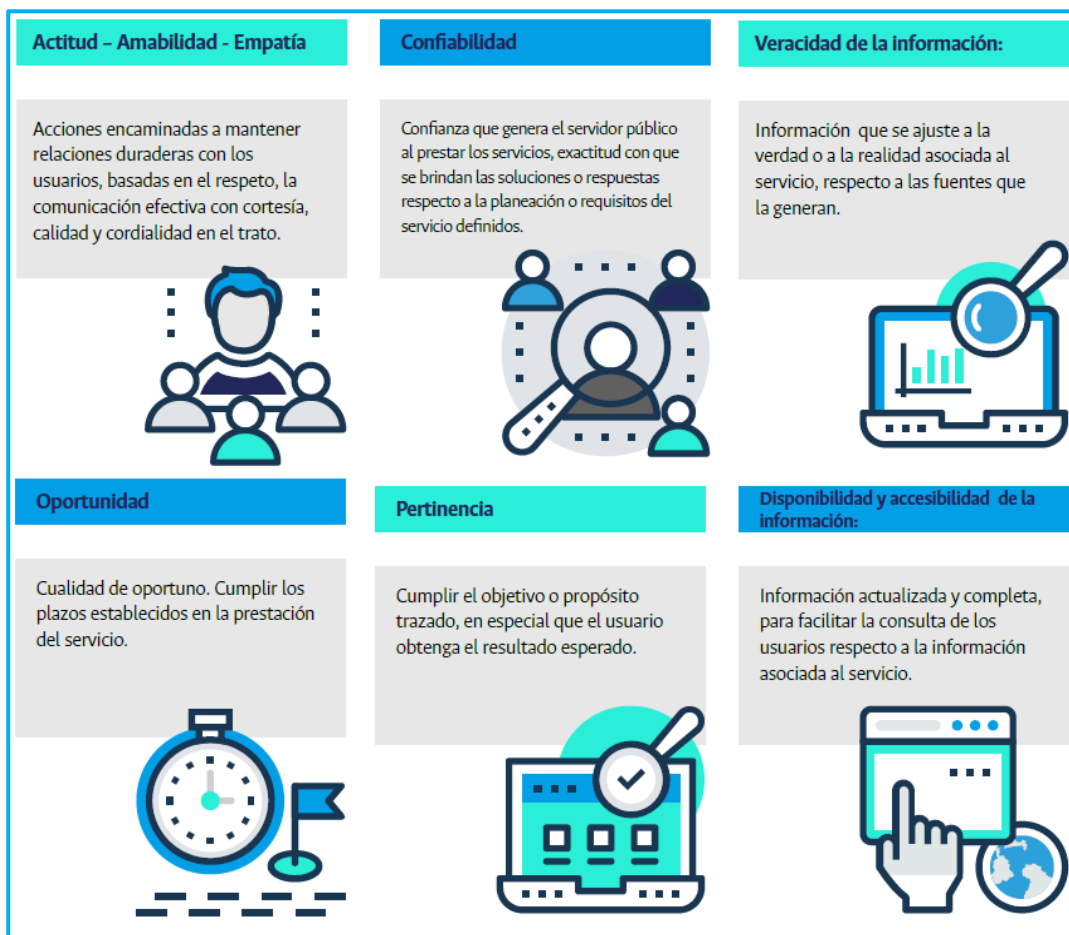 Actitud – Amabilidad - Empatía
Acciones encaminadas a mantener
relaciones duraderas con los
usuarios, basadas en el respeto, la
comunicación efectiva con cortesía,
calidad y cordialidad en el trato.
Confiabilidad
Confianza que genera el servidor público
al prestar los servicios, exactitud con que
se brindan las soluciones o respuestas
respecto a la planeación o requisitos del
servicio definidos.
Veracidad de la información:
Información que se ajuste a la
verdad o a la realidad asociada al
servicio, respecto a las fuentes que
la generan.
Oportunidad
Cualidad de oportuno. Cumplir los
plazos establecidos en la prestación
del servicio.
Pertinencia
Cumplir el objetivo o propósito
trazado, en especial que el usuario
obtenga el resultado esperado.
Disponibilidad y accesibilidad de la
información:
Información actualizada y completa,
para facilitar la consulta de los
usuarios respecto a la información
asociada al servicio.